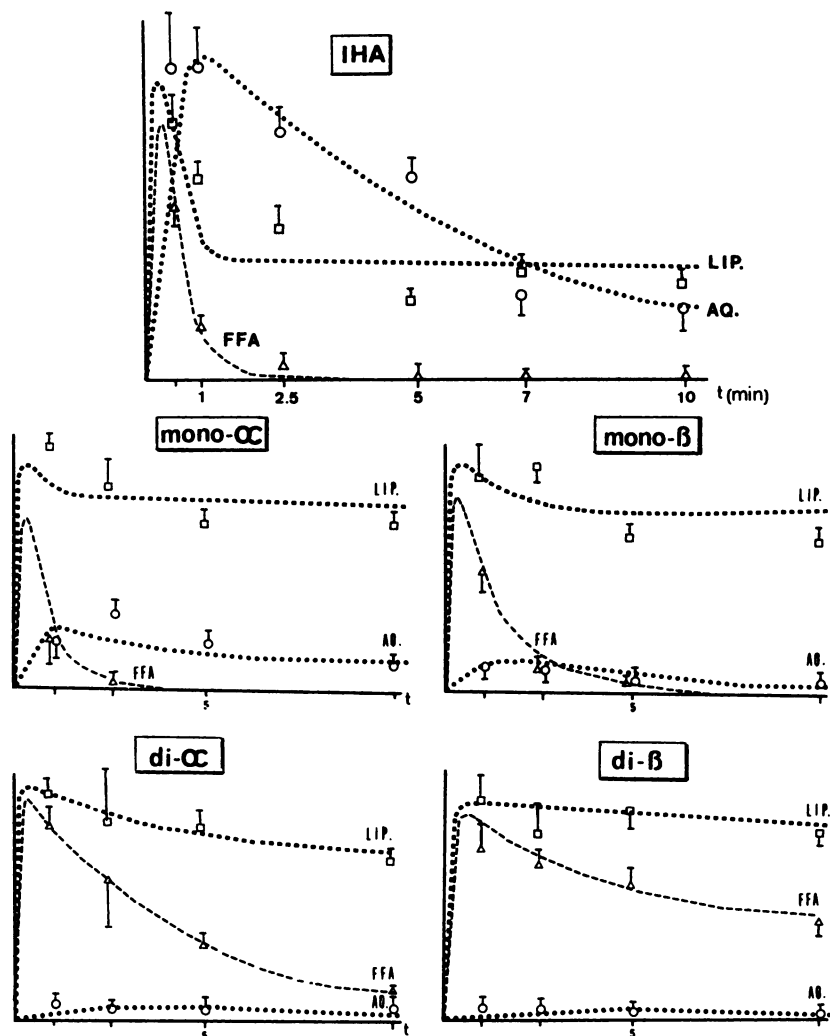 IHA
LIP.
AQ.
FFA
1 2.5 5 7 10 t (min)
mono-α
LIP.
AQ.
FFA
5 t
mono-β
LIP.
FFA
AQ.
5
di-α
LIP.
FFA
AQ.
5 t
di-β
LIP.
FFA
AQ.
5